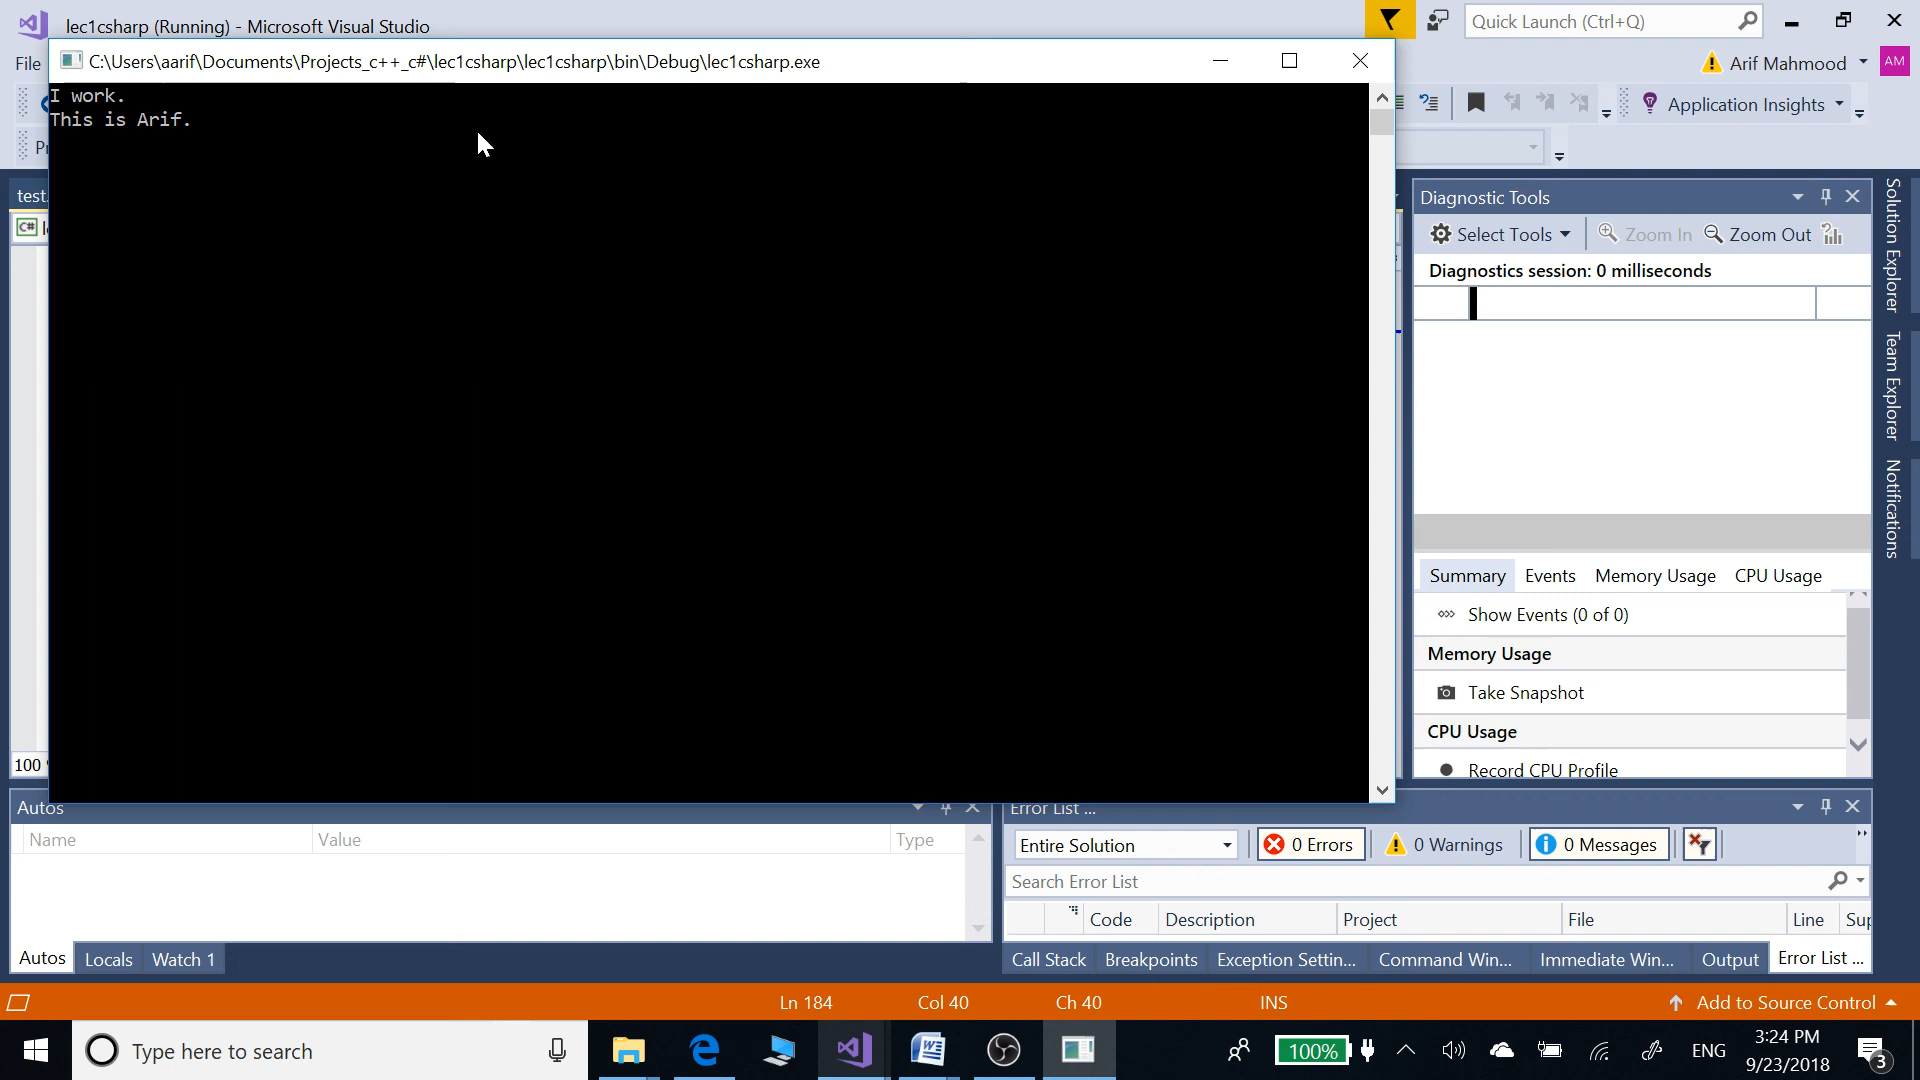 lec1csharp (Running) - Microsoft Visual Studio
Quick Launch (Ctrl+Q)
File
C:\Users\aarif\Documents\Projects_c++_c#\lec1csharp\lec1csharp\bin\Debug\lec1csharp.exe
Arif Mahmood
AM
I work.
This is Arif.
Application Insights
test.
C#
Diagnostic Tools
Select Tools
Zoom In
Zoom Out
Diagnostics session: 0 milliseconds
Summary
Events
Memory Usage
CPU Usage
Show Events (0 of 0)
Memory Usage
Take Snapshot
CPU Usage
Record CPU Profile
Solution Explorer
Team Explorer
Notifications
100
Autos
Name
Value
Type
Autos
Locals
Watch 1
Error List ...
Entire Solution
0 Errors
0 Warnings
0 Messages
Search Error List
Code
Description
Project
File
Line
Call Stack
Breakpoints
Exception Settin...
Command Win...
Immediate Win...
Output
Error List ...
Ln 184
Col 40
Ch 40
INS
Add to Source Control
Type here to search
100%
ENG
3:24 PM
9/23/2018
3